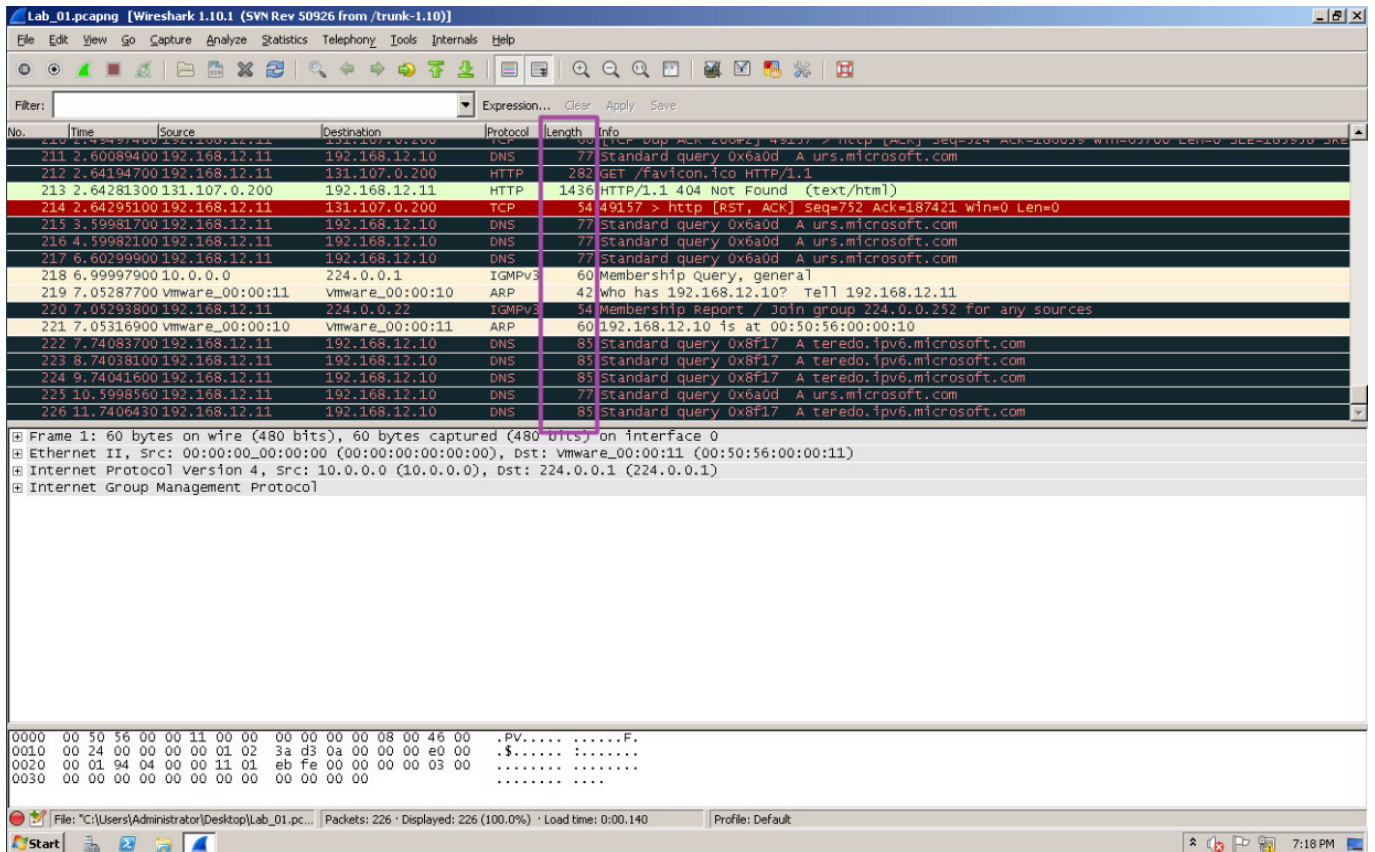 Lab_01.pcapng [Wireshark 1.10.1 (SVN Rev 50926 from /trunk-1.10)]
File Edit View Go Capture Analyze Statistics Telephony Tools Internals Help
Filter: Expression... Clear Apply Save
No. Time Source Destination Protocol Length Info
211 2.60089400 192.168.12.11 192.168.12.10 DNS 77 Standard query 0x6a0d A urs.microsoft.com
212 2.64194700 192.168.12.11 131.107.0.200 HTTP 282 GET /favicon.ico HTTP/1.1
213 2.64281300 131.107.0.200 192.168.12.11 HTTP 1436 HTTP/1.1 404 Not Found (text/html)
214 2.64295100 192.168.12.11 131.107.0.200 TCP 54 49157 > http [RST, ACK] Seq=752 Ack=187421 Win=0 Len=0
215 3.59981700 192.168.12.11 192.168.12.10 DNS 77 Standard query 0x6a0d A urs.microsoft.com
216 4.59982100 192.168.12.11 192.168.12.10 DNS 77 Standard query 0x6a0d A urs.microsoft.com
217 6.60299900 192.168.12.11 192.168.12.10 DNS 77 Standard query 0x6a0d A urs.microsoft.com
218 6.99997900 10.0.0.0 224.0.0.1 IGMPv3 60 Membership Query, general
219 7.05287700 Vmware_00:00:11 Vmware_00:00:10 ARP 42 Who has 192.168.12.10? Tell 192.168.12.11
220 7.05293800 192.168.12.11 224.0.0.22 IGMPv3 54 Membership Report / Join group 224.0.0.252 for any sources
221 7.05316900 Vmware_00:00:10 Vmware_00:00:11 ARP 60 192.168.12.10 is at 00:50:56:00:00:10
222 7.74083700 192.168.12.11 192.168.12.10 DNS 85 Standard query 0x8f17 A teredo.ipv6.microsoft.com
223 8.74038100 192.168.12.11 192.168.12.10 DNS 85 Standard query 0x8f17 A teredo.ipv6.microsoft.com
224 9.74041600 192.168.12.11 192.168.12.10 DNS 85 Standard query 0x8f17 A teredo.ipv6.microsoft.com
225 10.5998560 192.168.12.11 192.168.12.10 DNS 77 Standard query 0x6a0d A urs.microsoft.com
226 11.7406430 192.168.12.11 192.168.12.10 DNS 85 Standard query 0x8f17 A teredo.ipv6.microsoft.com
Frame 1: 60 bytes on wire (480 bits), 60 bytes captured (480 bits) on interface 0
Ethernet II, Src: 00:00:00_00:00:00 (00:00:00:00:00:00), Dst: Vmware_00:00:11 (00:50:56:00:00:11)
Internet Protocol Version 4, Src: 10.0.0.0 (10.0.0.0), Dst: 224.0.0.1 (224.0.0.1)
Internet Group Management Protocol
0000 00 50 56 00 00 11 00 00 00 00 00 00 08 00 46 00 .PV..... ......F.
0010 00 24 00 00 00 00 01 02 3a d3 0a 00 00 00 e0 00 .$...... :.......
0020 00 01 94 04 00 00 11 01 eb fe 00 00 00 00 03 00 ........ ........
0030 00 00 00 00 00 00 00 00 00 00 00 00 ........ ....
File: "C:\Users\Administrator\Desktop\Lab_01.pc... Packets: 226 · Displayed: 226 (100.0%) · Load time: 0:00.140 Profile: Default
Start 7:18 PM